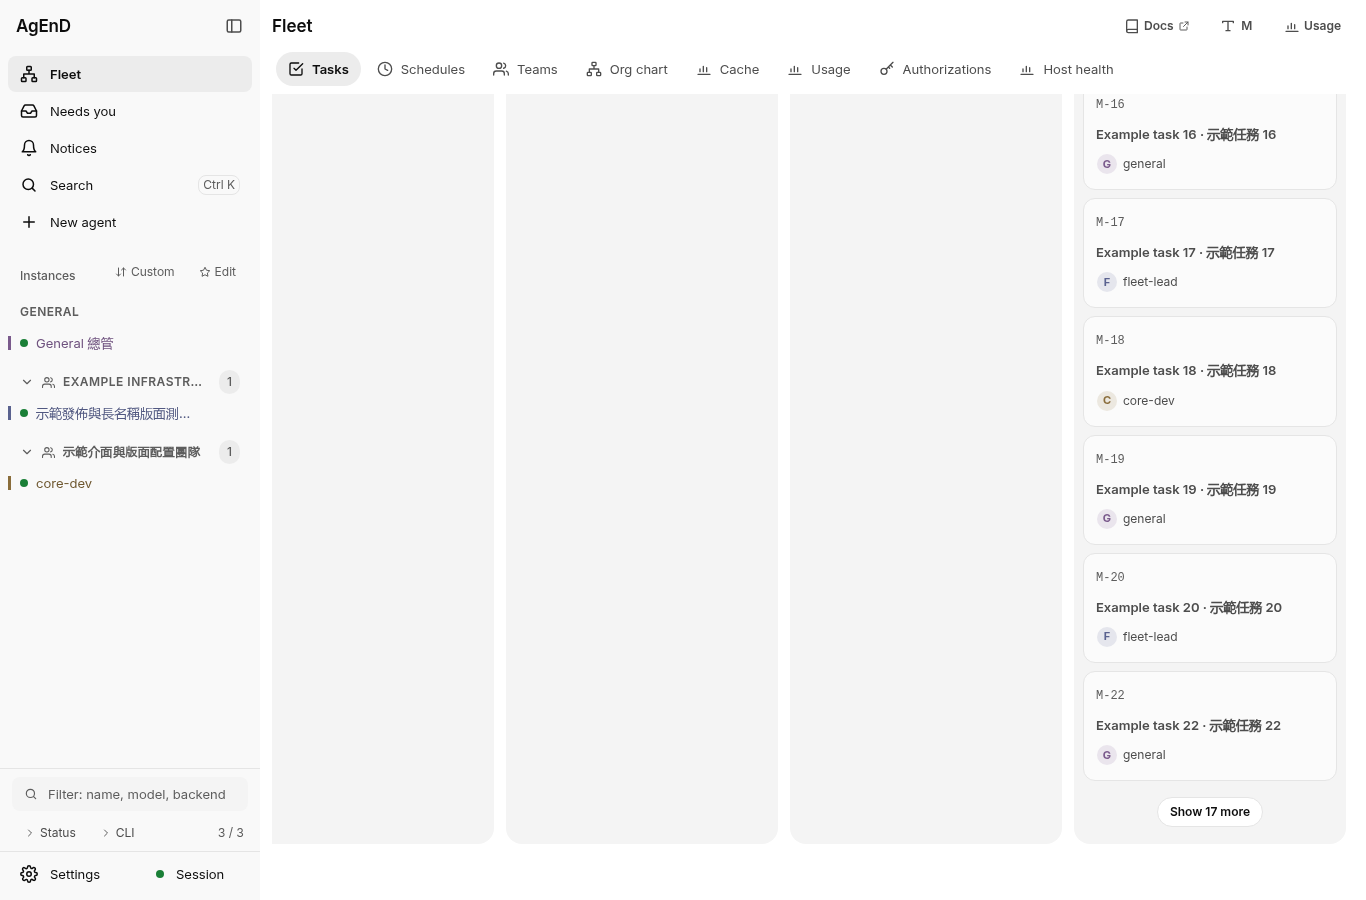 AgEnD
Fleet
Needs you
Notices
Search
Ctrl K
New agent
Instances
Custom
Edit
GENERAL
General 總管
EXAMPLE INFRASTR...
1
示範發佈與長名稱版面測...
示範介面與版面配置團隊
1
core-dev
Filter: name, model, backend
Status
CLI
3 / 3
Settings
Session
Fleet
Docs
M
Usage
Tasks
Schedules
Teams
Org chart
Cache
Usage
Authorizations
Host health
M-16
Example task 16 · 示範任務 16
G
general
M-17
Example task 17 · 示範任務 17
F
fleet-lead
M-18
Example task 18 · 示範任務 18
C
core-dev
M-19
Example task 19 · 示範任務 19
G
general
M-20
Example task 20 · 示範任務 20
F
fleet-lead
M-22
Example task 22 · 示範任務 22
G
general
Show 17 more